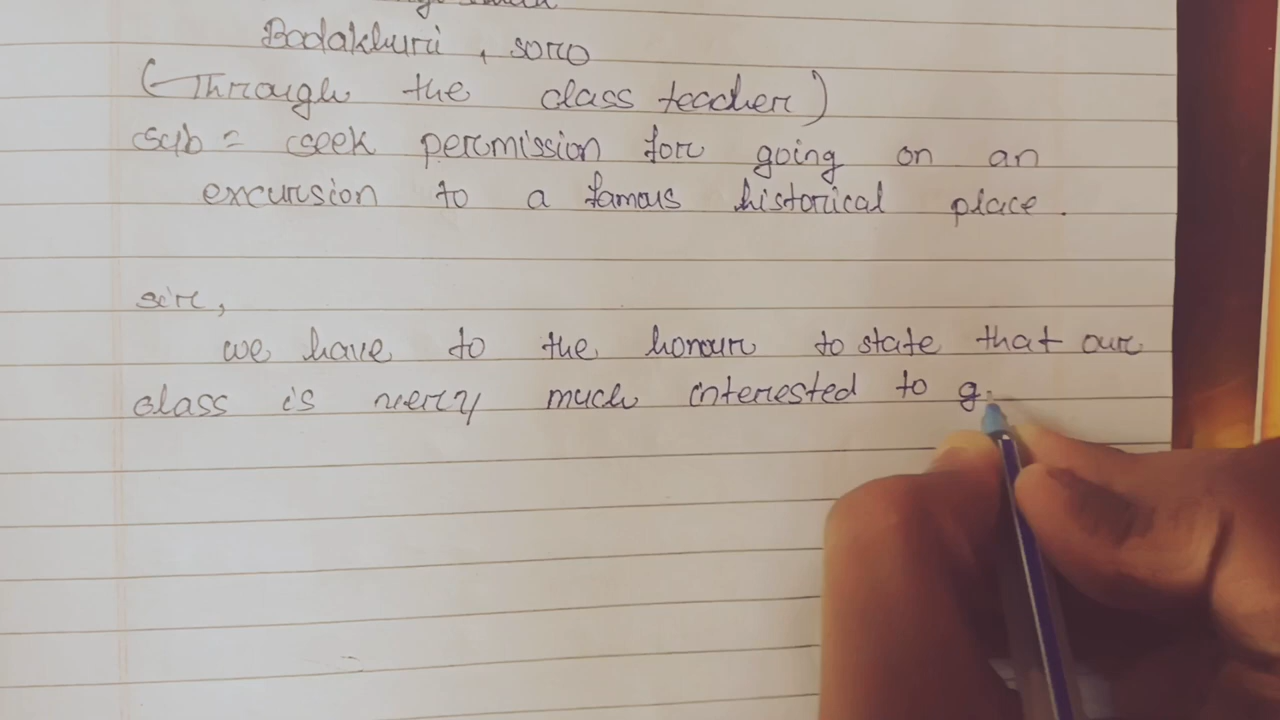 Badakhuri, soro
(Through the class teacher)
sub = seek permission for going on an
excursion to a famous historical place.
sir,
we have to the honour to state that our
class is very much interested to g